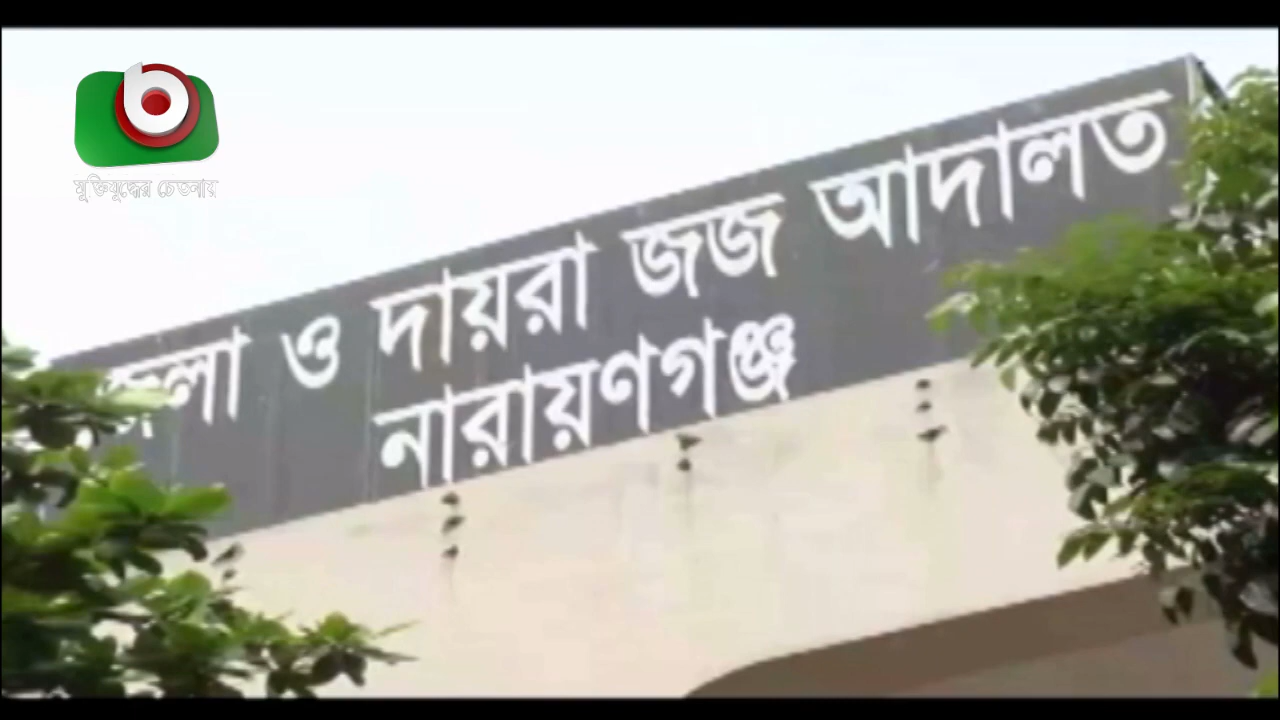 মুক্তিযুদ্ধের চেতনায়
জেলা ও দায়রা জজ আদালত
নারায়ণগঞ্জ